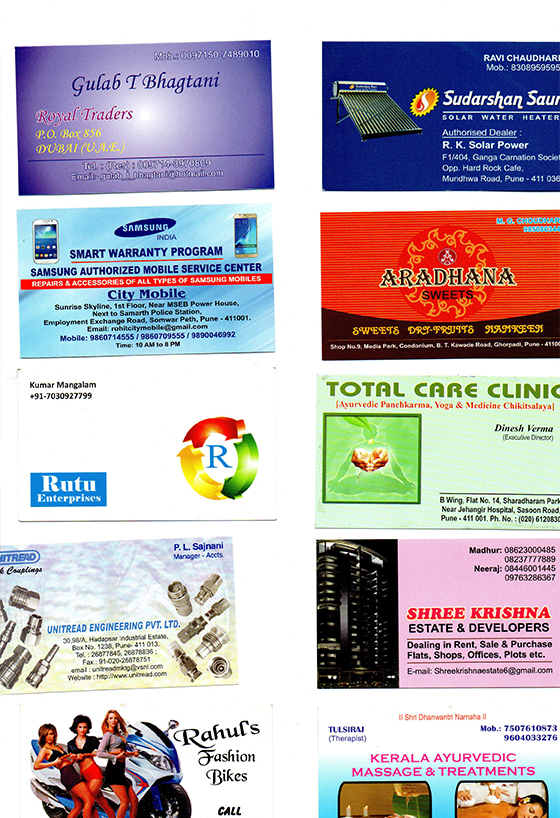 Mob.: 0097150-7489010
Gulab T Bhagtani
Royal Traders
P.O. Box 856
DUBAI (U.A.E.)
Tel. : (Res) : 009714-3970809
Email: gulab_t_bhagtani@hotmail.com
RAVI CHAUDHARI
Mob.: 8308959595
Sudarshan Saur
SOLAR WATER HEATER
Authorised Dealer :
R. K. Solar Power
F1/404, Ganga Carnation Socie
Opp. Hard Rock Cafe,
Mundhwa Road, Pune - 411 036
SAMSUNG
INDIA
SMART WARRANTY PROGRAM
SAMSUNG AUTHORIZED MOBILE SERVICE CENTER
REPAIRS & ACCESSORIES OF ALL TYPES OF SAMSUNG MOBILES
City Mobile
Sunrise Skyline, 1st Floor, Near MSEB Power House,
Next to Samarth Police Station,
Employment Exchange Road, Somwar Peth, Pune - 411001.
Email: rohitcitymobile@gmail.com
Mobile: 9860714555 / 9860709555 / 9890046992
Time: 10 AM to 8 PM
M. G. CHOUDHAR
ARADHANA
SWEETS
SWEETS DRY-FRUITS NAMKEEN
Shop No.9, Media Park, Condonium, B. T. Kawade Road, Ghorpadi, Pune - 41100
Kumar Mangalam
+91-7030927799
R
Rutu
Enterprises
TOTAL CARE CLINIC
[Ayurvedic Panchkarma, Yoga & Medicine Chikitsalaya]
Dinesh Verma
(Executive Director)
B Wing, Flat No. 14, Sharadharam Park
Near Jehangir Hospital, Sasoon Road,
Pune - 411 001. Ph. No. : (020) 6120830
NITREAD
k Couplings
P. L. Sajnani
Manager - Accts.
UNITREAD ENGINEERING PVT. LTD.
30,98/A, Hadapsar Industrial Estate,
Box No. 1238, Pune- 411 013.
Tel. : 26877845, 26878836 ;
Fax : 91-020-26878751
email : unitreadmktg@vsnl.com
Website : http://www.unitread.com
Madhur: 08623000485
08237777889
Neeraj: 08446001445
09763286367
SHREE KRISHNA
ESTATE & DEVELOPERS
Dealing in Rent, Sale & Purchase
Flats, Shops, Offices, Plots etc.
E-mail: Shreekrishnaestate6@gmail.com
Rahul's
Fashion
Bikes
CALL
II Shri Dhanwantri Namaha II
TULSIRAJ
(Therapist)
Mob.: 7507610873
9604033276
KERALA AYURVEDIC
MASSAGE & TREATMENTS